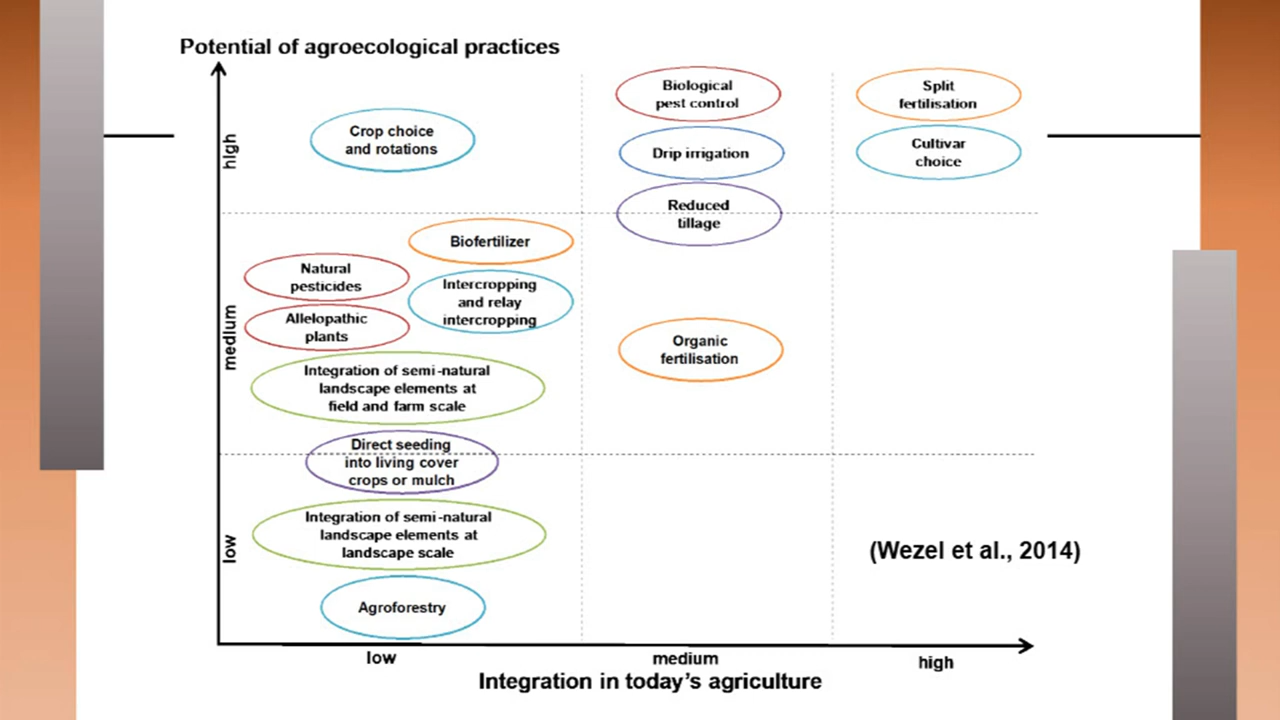 Potential of agroecological practices
high
medium
low
Crop choice
and rotations
Biological
pest control
Split
fertilisation
Drip irrigation
Cultivar
choice
Reduced
tillage
Biofertilizer
Natural
pesticides
Intercropping
and relay
intercropping
Allelopathic
plants
Organic
fertilisation
Integration of semi-natural
landscape elements at
field and farm scale
Direct seeding
into living cover
crops or mulch
Integration of semi-natural
landscape elements at
landscape scale
Agroforestry
(Wezel et al., 2014)
low
medium
high
Integration in today's agriculture